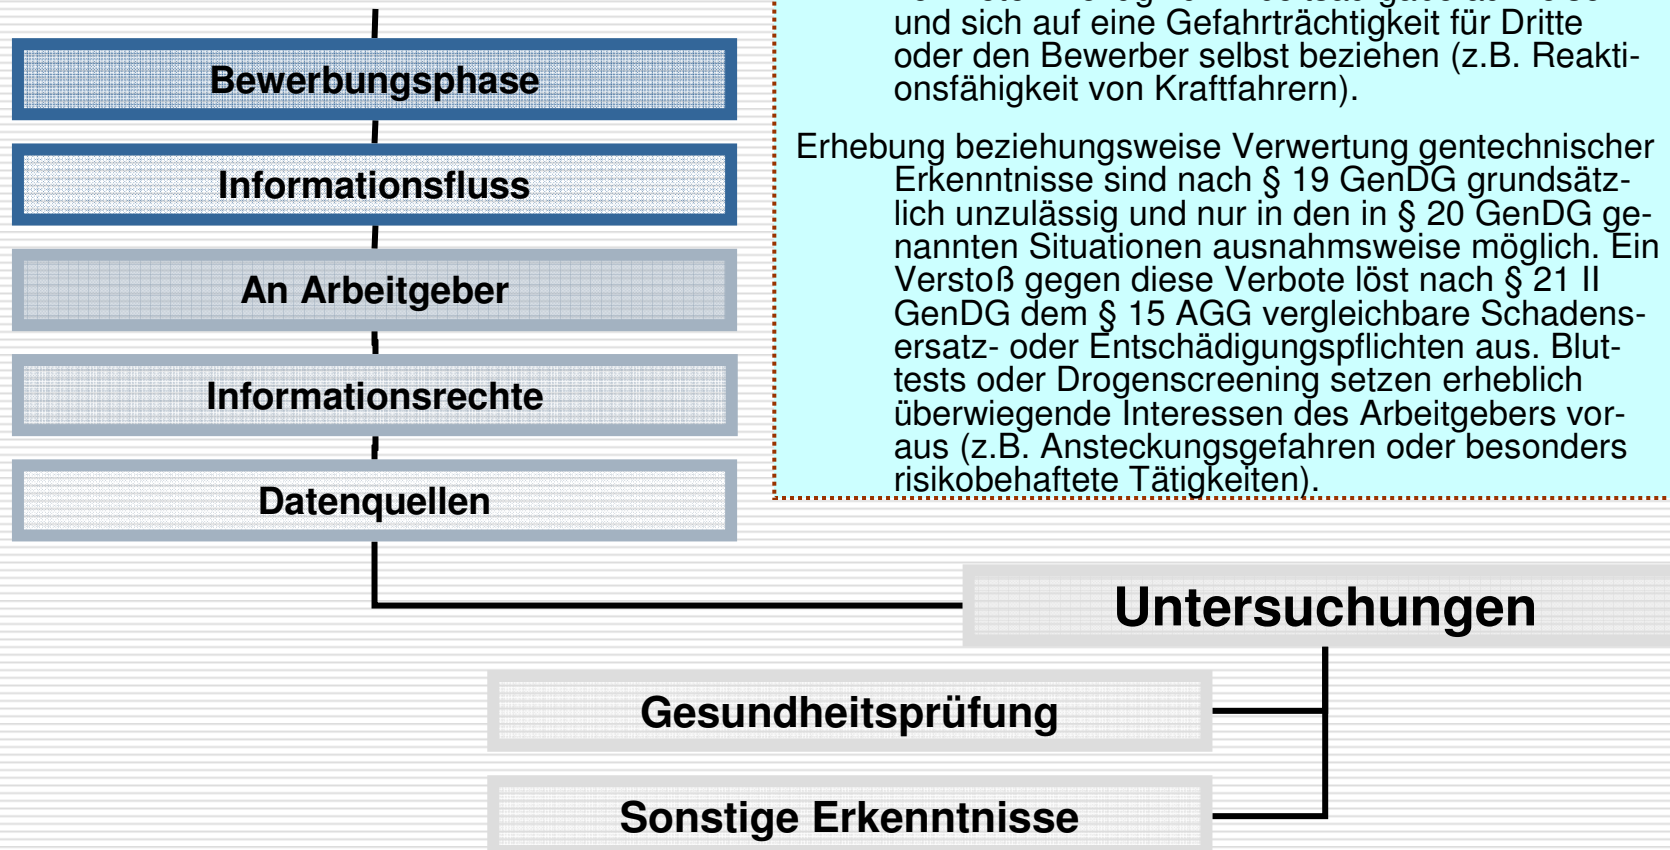 und sich auf eine Gefahrträchtigkeit für Dritte
oder den Bewerber selbst beziehen (z.B. Reakti-
onsfähigkeit von Kraftfahrern).
Erhebung beziehungsweise Verwertung gentechnischer
Erkenntnisse sind nach § 19 GenDG grundsätz-
lich unzulässig und nur in den in § 20 GenDG ge-
nannten Situationen ausnahmsweise möglich. Ein
Verstoß gegen diese Verbote löst nach § 21 II
GenDG dem § 15 AGG vergleichbare Schadens-
ersatz- oder Entschädigungspflichten aus. Blut-
tests oder Drogenscreening setzen erheblich
überwiegende Interessen des Arbeitgebers vor-
aus (z.B. Ansteckungsgefahren oder besonders
risikobehaftete Tätigkeiten).
Bewerbungsphase
Informationsfluss
An Arbeitgeber
Informationsrechte
Datenquellen
Untersuchungen
Gesundheitsprüfung
Sonstige Erkenntnisse